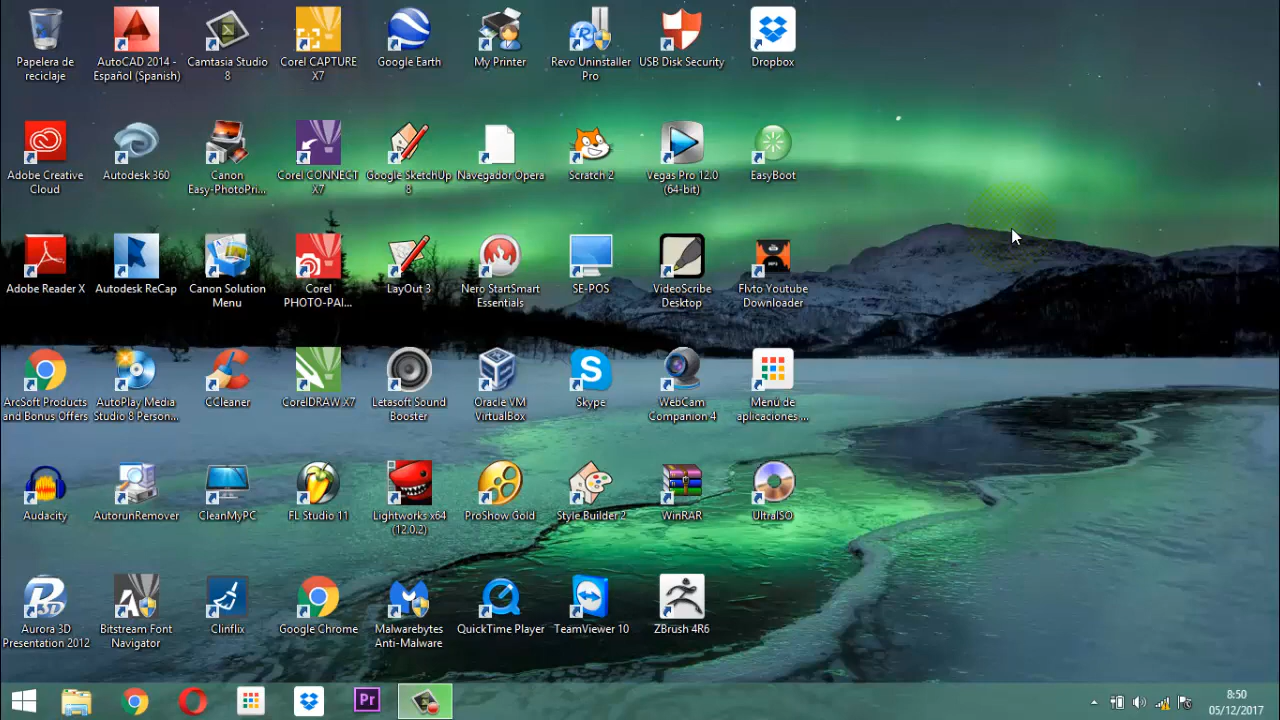 Papelera de
reciclaje
AutoCAD 2014 -
Español (Spanish)
Camtasia Studio
8
Corel CAPTURE
X7
Google Earth
My Printer
Revo Uninstaller
Pro
USB Disk Security
Dropbox
Adobe Creative
Cloud
Autodesk 360
Canon
Easy-PhotoPri...
Corel CONNECT
X7
Google SketchUp
8
Navegador Opera
Scratch 2
Vegas Pro 12.0
(64-bit)
EasyBoot
Adobe Reader X
Autodesk ReCap
Canon Solution
Menu
Corel
PHOTO-PAI...
LayOut 3
Nero StartSmart
Essentials
SE-POS
VideoScribe
Desktop
Flvto Youtube
Downloader
ArcSoft Products
and Bonus Offers
AutoPlay Media
Studio 8 Person...
CCleaner
CorelDRAW X7
Letasoft Sound
Booster
Oracle VM
VirtualBox
Skype
WebCam
Companion 4
Menú de
aplicaciones ...
Audacity
AutorunRemover
CleanMyPC
FL Studio 11
Lightworks x64
(12.0.2)
ProShow Gold
Style Builder 2
WinRAR
UltraISO
Aurora 3D
Presentation 2012
Bitstream Font
Navigator
Clinflix
Google Chrome
Malwarebytes
Anti-Malware
QuickTime Player
TeamViewer 10
ZBrush 4R6
Pr
8:50
05/12/2017